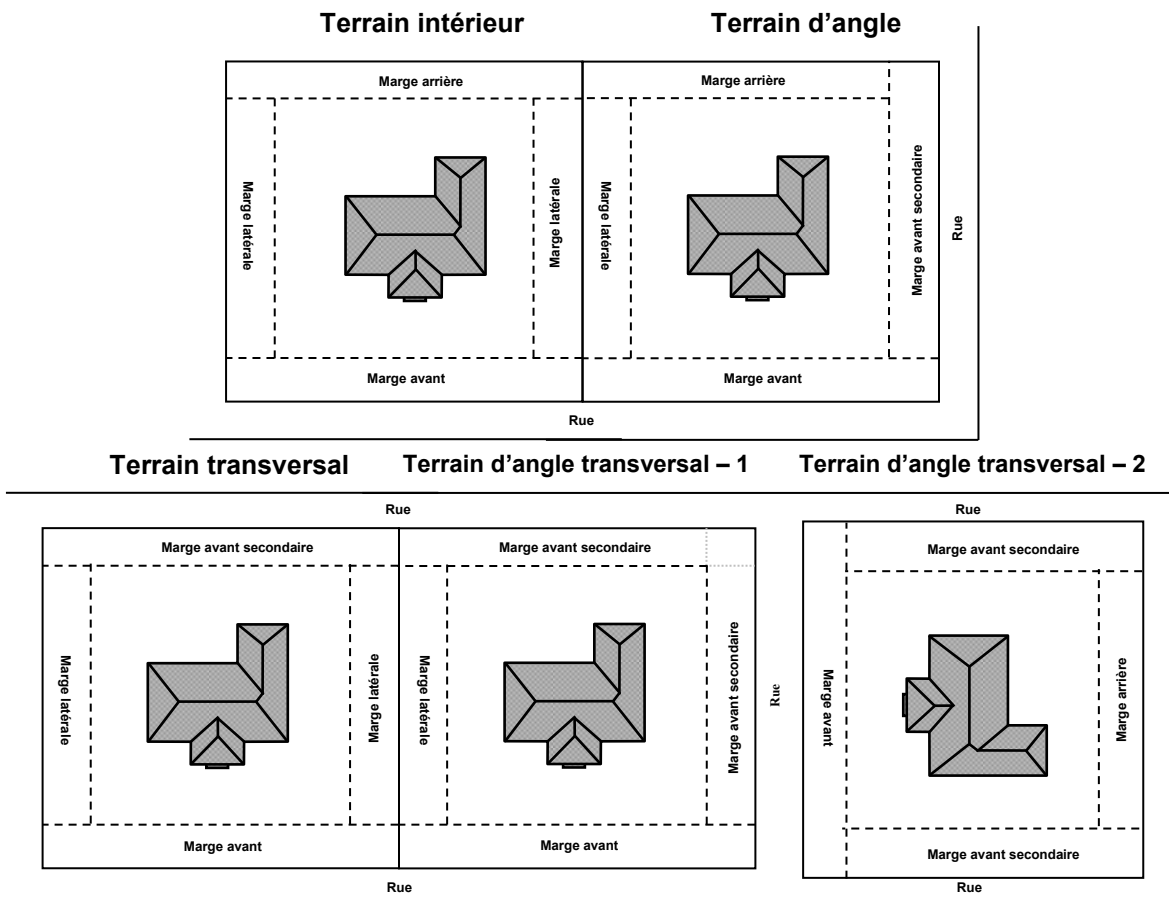 Terrain intérieur
Terrain d'angle
Marge arrière
Marge arrière
Marge latérale
Marge latérale
Marge latérale
Marge avant secondaire
Rue
Marge avant
Marge avant
Rue
Terrain transversal
Terrain d'angle transversal – 1
Terrain d'angle transversal – 2
Rue
Rue
Marge avant secondaire
Marge avant secondaire
Marge avant secondaire
Marge latérale
Marge latérale
Marge latérale
Marge avant secondaire
Rue
Marge avant
Marge arrière
Marge avant
Marge avant
Marge avant secondaire
Rue
Rue